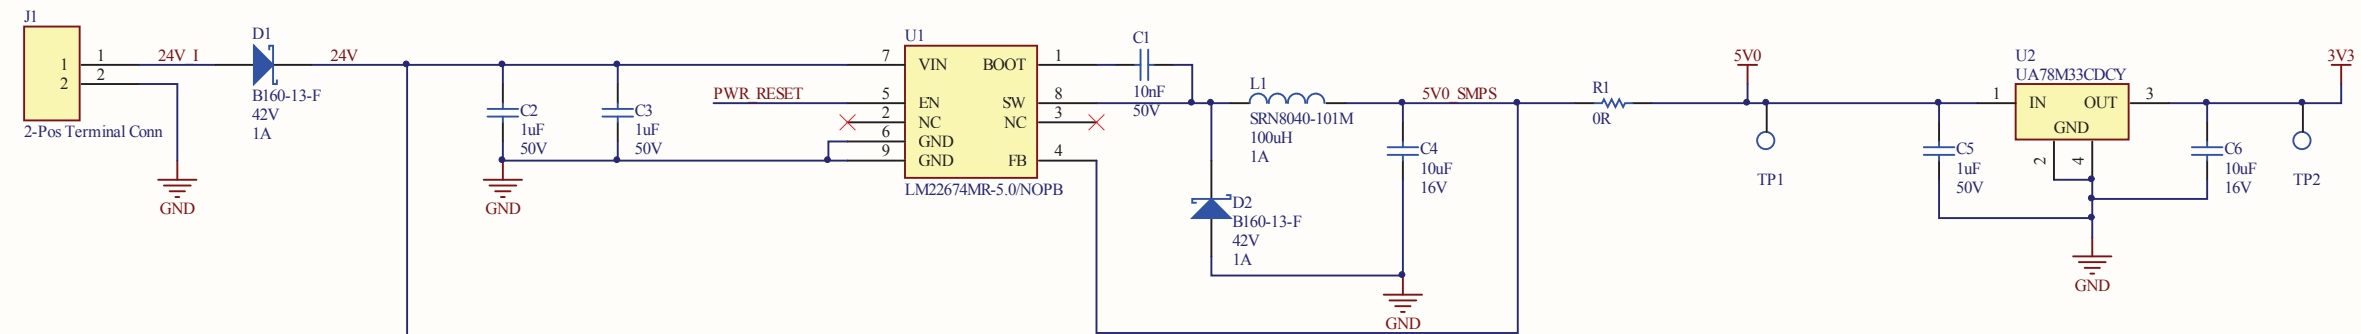 J1
1
2
1
2
2-Pos Terminal Conn
24V_I
GND
D1
B160-13-F
42V
1A
24V
C2
1uF
50V
GND
C3
1uF
50V
PWR_RESET
U1
7
VIN
5
EN
2
NC
6
GND
9
GND
BOOT
1
SW
8
NC
3
FB
4
LM22674MR-5.0/NOPB
C1
10nF
50V
L1
SRN8040-101M
100uH
1A
D2
B160-13-F
42V
1A
5V0_SMPS
C4
10uF
16V
GND
R1
0R
5V0
TP1
C5
1uF
50V
U2
UA78M33CDCY
1
IN
OUT
3
GND
2
4
GND
C6
10uF
16V
3V3
TP2